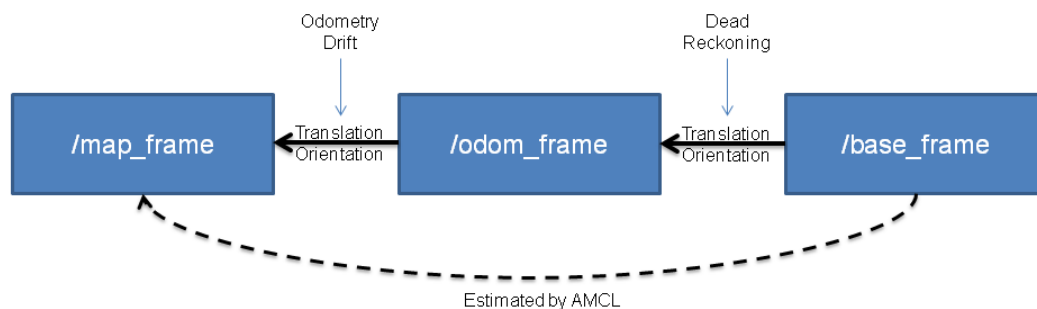 Odometry
Drift
Dead
Reckoning
/map_frame
Translation
Orientation
/odom_frame
Translation
Orientation
/base_frame
Estimated by AMCL